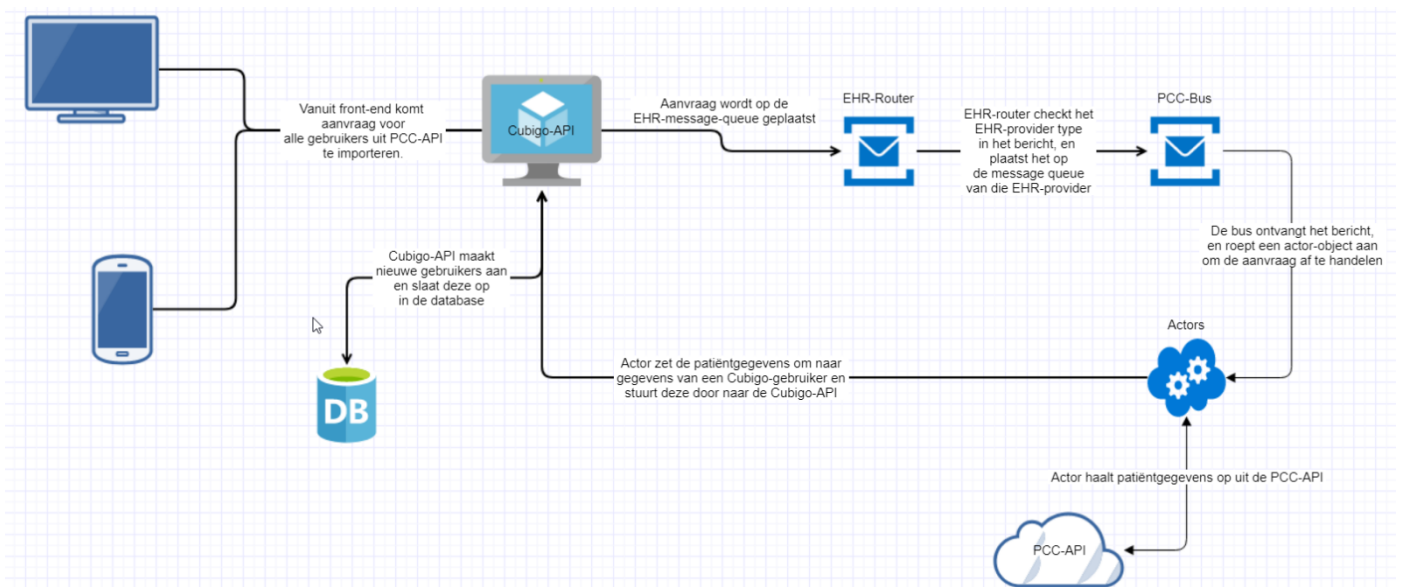 Vanuit front-end komt
aanvraag voor
alle gebruikers uit PCC-API
te importeren.
Cubigo-API
Aanvraag wordt op de
EHR-message-queue geplaatst
EHR-Router
EHR-router checkt het
EHR-provider type
in het bericht, en
plaatst het op
de message queue
van die EHR-provider
PCC-Bus
De bus ontvangt het bericht,
en roept een actor-object aan
om de aanvraag af te handelen
Cubigo-API maakt
nieuwe gebruikers aan
en slaat deze op
in de database
DB
Actors
Actor zet de patiëntgegevens om naar
gegevens van een Cubigo-gebruiker en
stuurt deze door naar de Cubigo-API
Actor haalt patiëntgegevens op uit de PCC-API
PCC-API